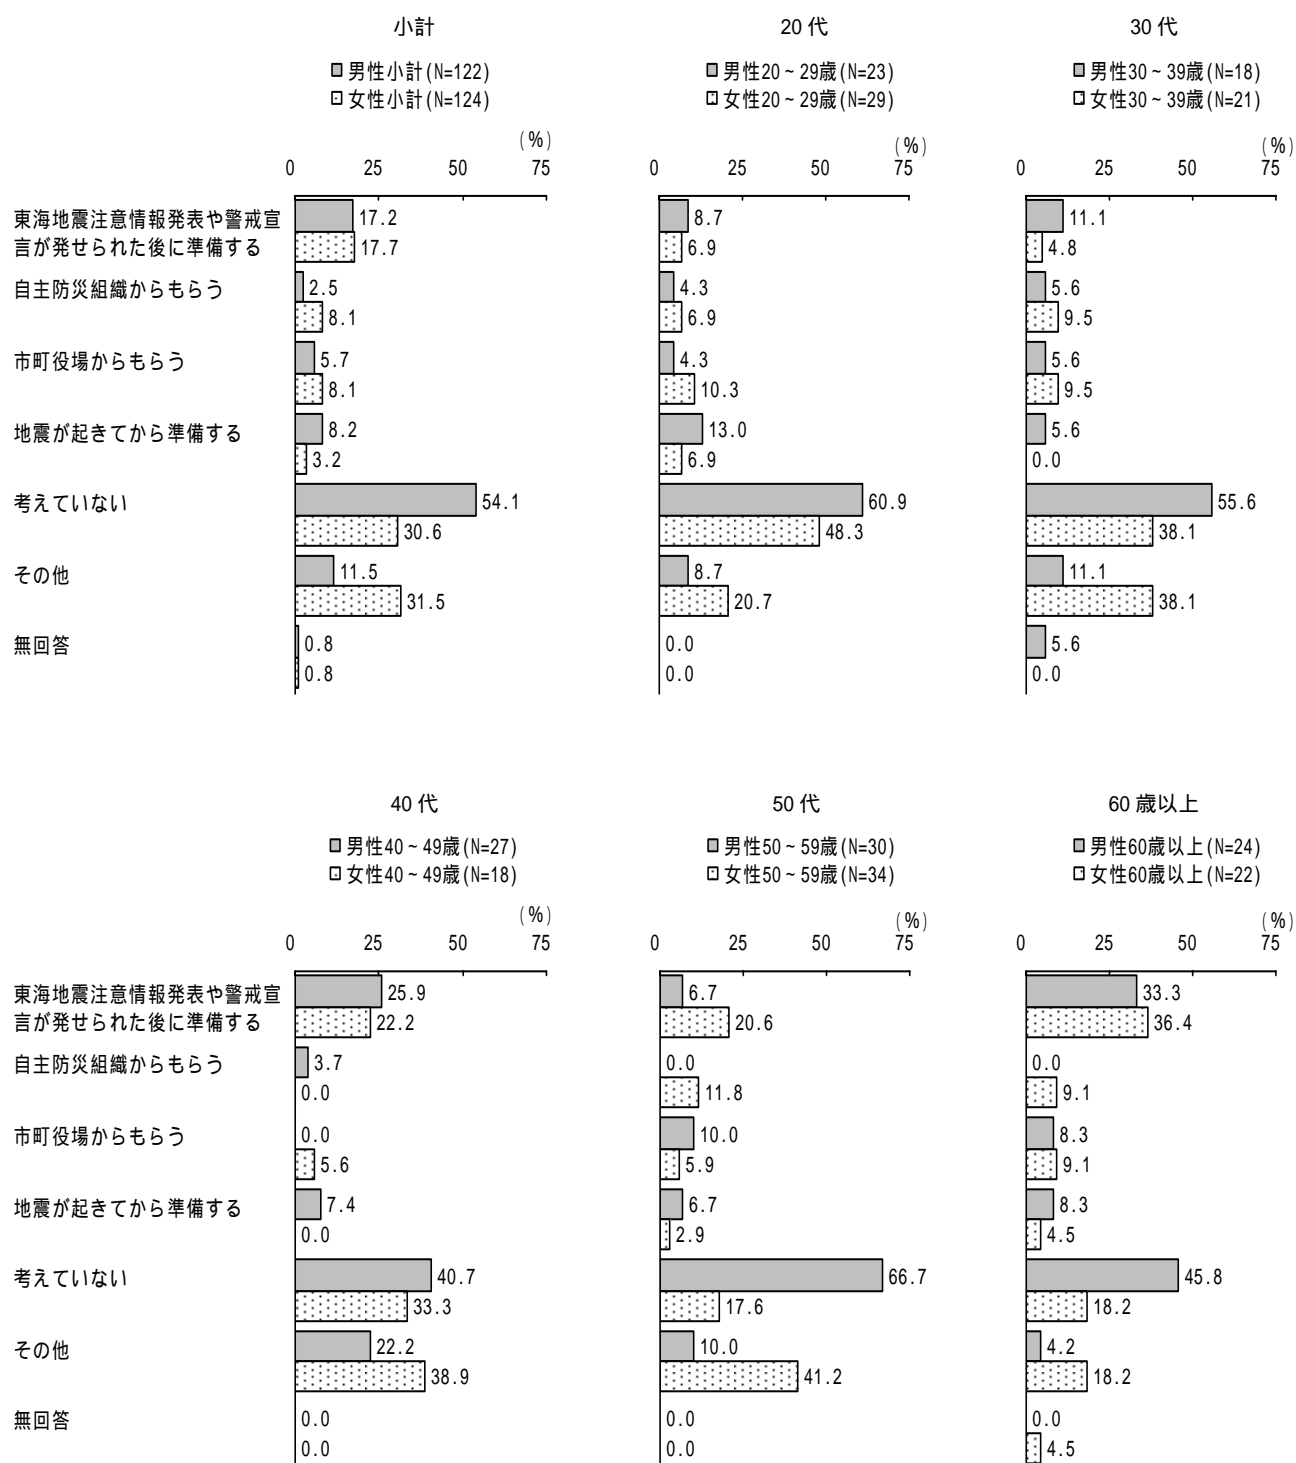 小計
■男性小計(N=122)
□女性小計(N=124)
(%)
0 25 50 75
東海地震注意情報発表や警戒宣
言が発せられた後に準備する
17.2
17.7
自主防災組織からもらう
2.5
8.1
市町役場からもらう
5.7
8.1
地震が起きてから準備する
8.2
3.2
考えていない
54.1
30.6
その他
11.5
31.5
無回答
0.8
0.8
20 代
■男性20~29歳(N=23)
□女性20~29歳(N=29)
(%)
0 25 50 75
8.7
6.9
4.3
6.9
4.3
10.3
13.0
6.9
60.9
48.3
8.7
20.7
0.0
0.0
30 代
■男性30~39歳(N=18)
□女性30~39歳(N=21)
(%)
0 25 50 75
11.1
4.8
5.6
9.5
5.6
9.5
5.6
0.0
55.6
38.1
11.1
38.1
5.6
0.0
40 代
■男性40~49歳(N=27)
□女性40~49歳(N=18)
(%)
0 25 50 75
東海地震注意情報発表や警戒宣
言が発せられた後に準備する
25.9
22.2
自主防災組織からもらう
3.7
0.0
市町役場からもらう
0.0
5.6
地震が起きてから準備する
7.4
0.0
考えていない
40.7
33.3
その他
22.2
38.9
無回答
0.0
0.0
50 代
■男性50~59歳(N=30)
□女性50~59歳(N=34)
(%)
0 25 50 75
6.7
20.6
0.0
11.8
10.0
5.9
6.7
2.9
66.7
17.6
10.0
41.2
0.0
0.0
60 歳以上
■男性60歳以上(N=24)
□女性60歳以上(N=22)
(%)
0 25 50 75
33.3
36.4
0.0
9.1
8.3
9.1
8.3
4.5
45.8
18.2
4.2
18.2
0.0
4.5